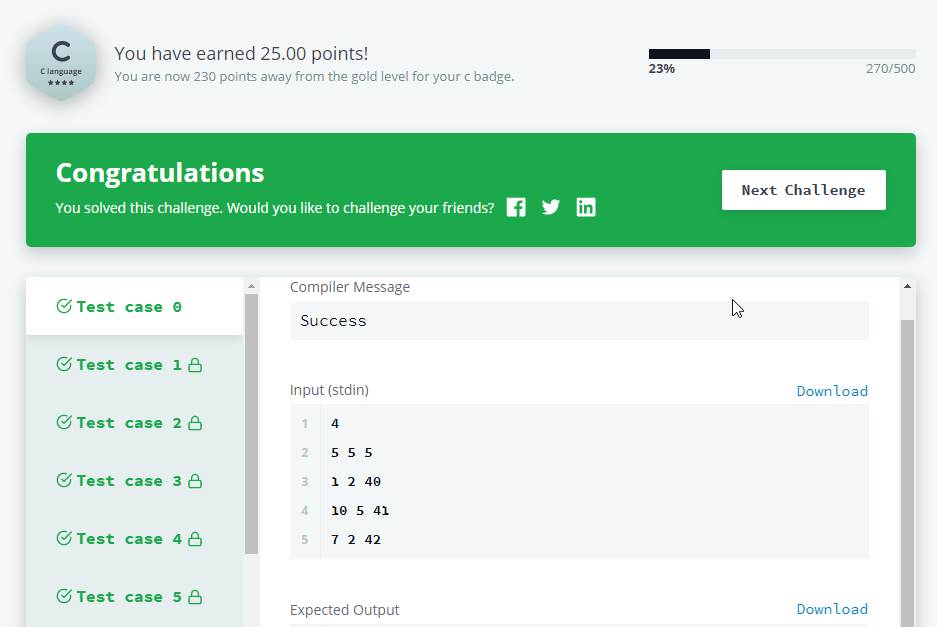 C
C language
You have earned 25.00 points!
You are now 230 points away from the gold level for your c badge.
23%
270/500
Congratulations
You solved this challenge. Would you like to challenge your friends?
Next Challenge
Test case 0
Test case 1
Test case 2
Test case 3
Test case 4
Test case 5
Compiler Message
Success
Input (stdin)
Download
1 4
2 5 5 5
3 1 2 40
4 10 5 41
5 7 2 42
Expected Output
Download